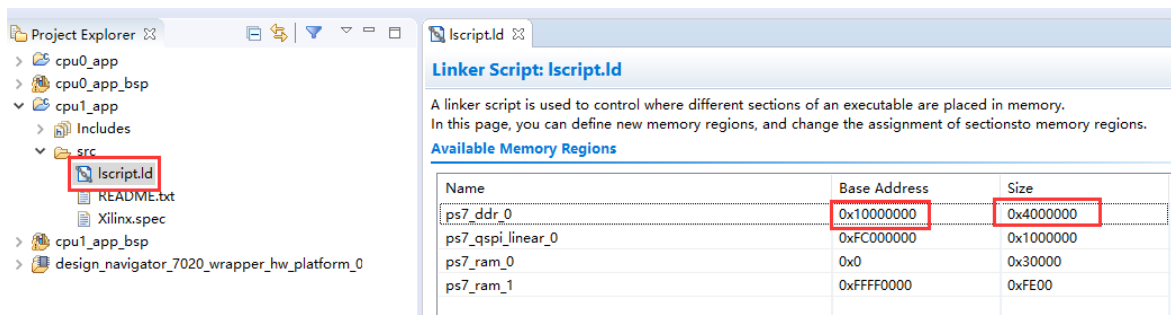 Project Explorer
cpu0_app
cpu0_app_bsp
cpu1_app
Includes
src
lscript.ld
README.txt
Xilinx.spec
cpu1_app_bsp
design_navigator_7020_wrapper_hw_platform_0
lscript.ld
Linker Script: lscript.ld
A linker script is used to control where different sections of an executable are placed in memory.
In this page, you can define new memory regions, and change the assignment of sectionsto memory regions.
Available Memory Regions
Name Base Address Size
ps7_ddr_0 0x10000000 0x4000000
ps7_qspi_linear_0 0xFC000000 0x1000000
ps7_ram_0 0x0 0x30000
ps7_ram_1 0xFFFF0000 0xFE00